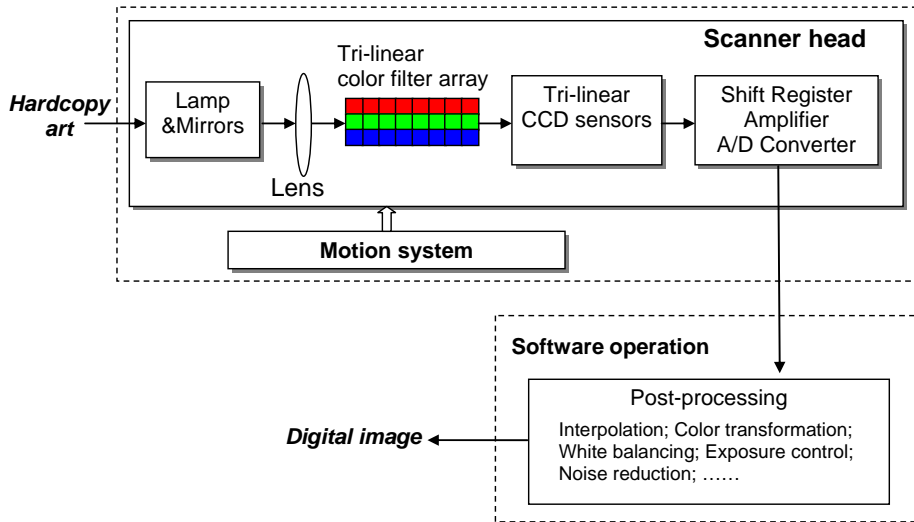 Scanner head
Tri-linear
color filter array
Hardcopy
art
Lamp
&Mirrors
Lens
Tri-linear
CCD sensors
Shift Register
Amplifier
A/D Converter
Motion system
Software operation
Post-processing
Interpolation; Color transformation;
White balancing; Exposure control;
Noise reduction; ……
Digital image